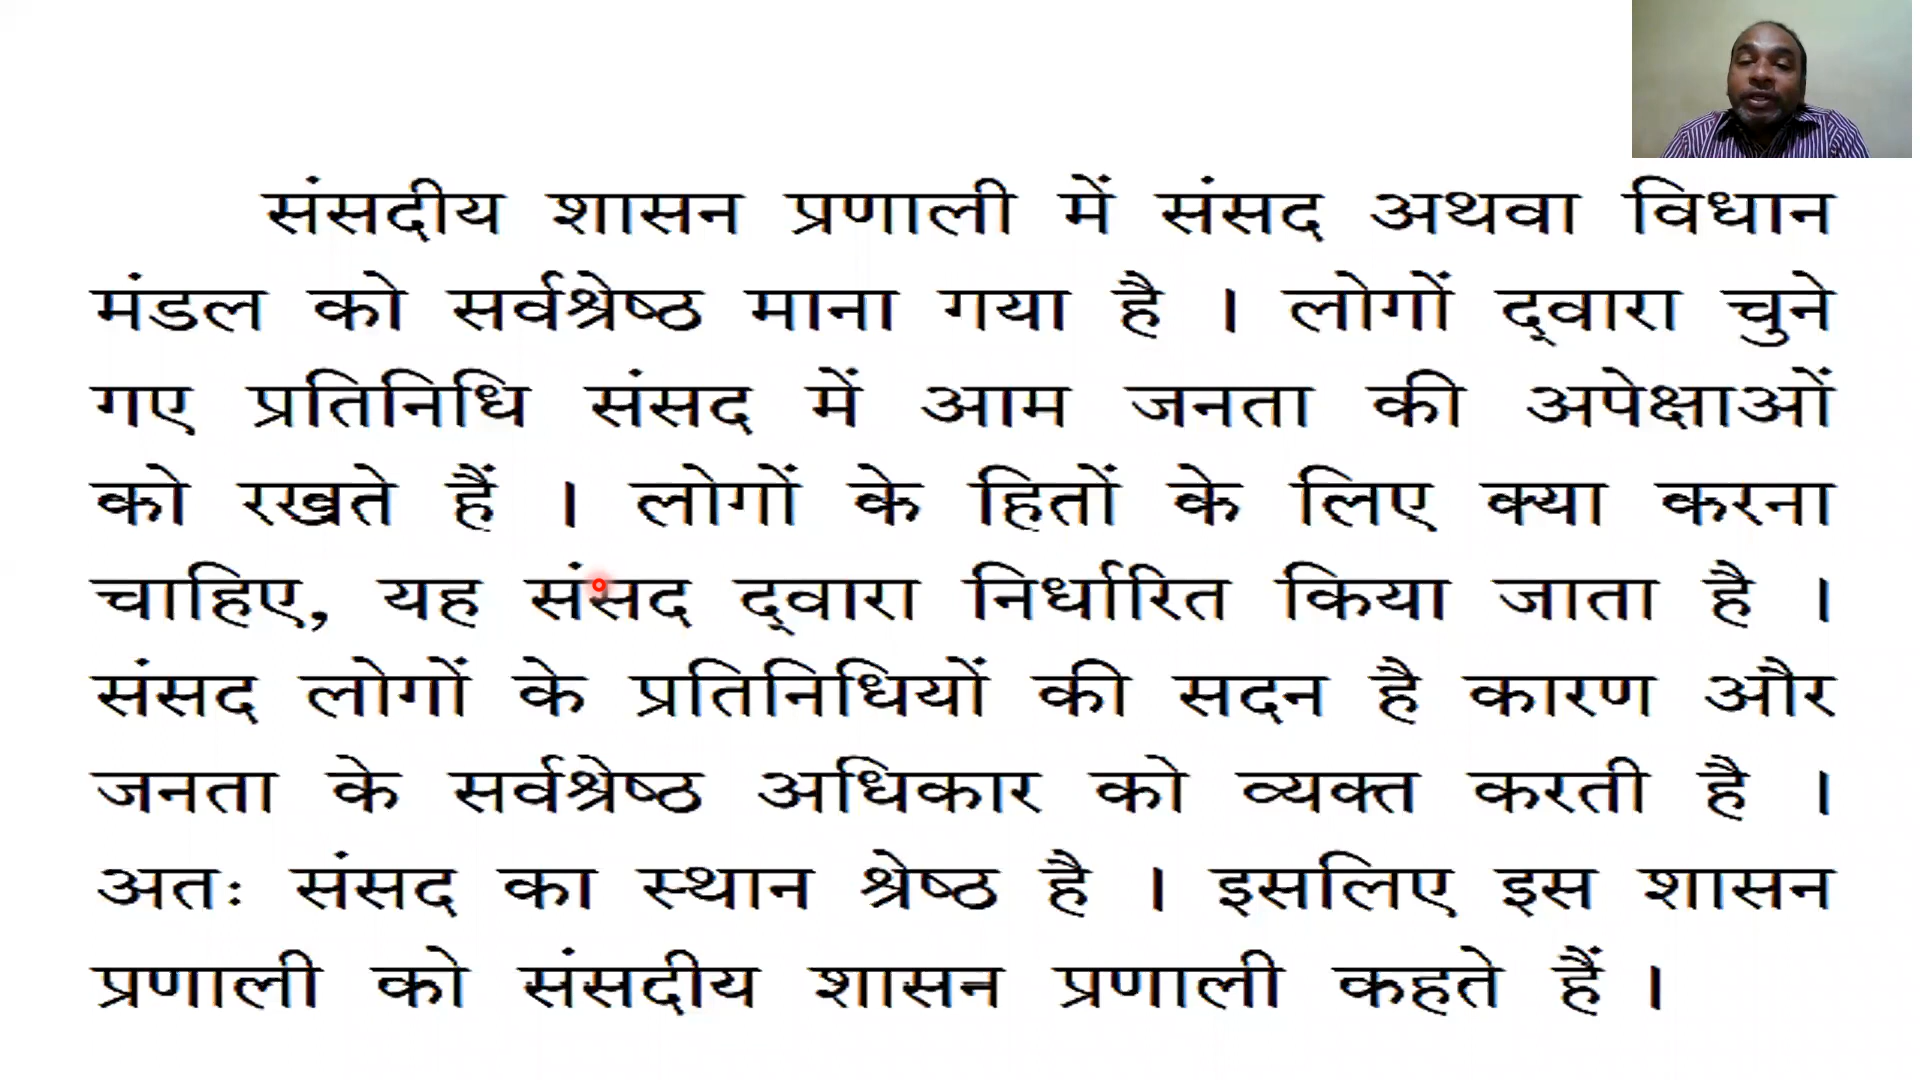 संसदीय शासन प्रणाली में संसद अथवा विधान
मंडल को सर्वश्रेष्ठ माना गया है । लोगों द्‌वारा चुने
गए प्रतिनिधि संसद में आम जनता की अपेक्षाओं
को रखते हैं । लोगों के हितों के लिए क्या करना
चाहिए, यह संसद द्‌वारा निर्धारित किया जाता है ।
संसद लोगों के प्रतिनिधियों की सदन है कारण और
जनता के सर्वश्रेष्ठ अधिकार को व्यक्त करती है ।
अतः संसद का स्थान श्रेष्ठ है । इसलिए इस शासन
प्रणाली को संसदीय शासन प्रणाली कहते हैं ।